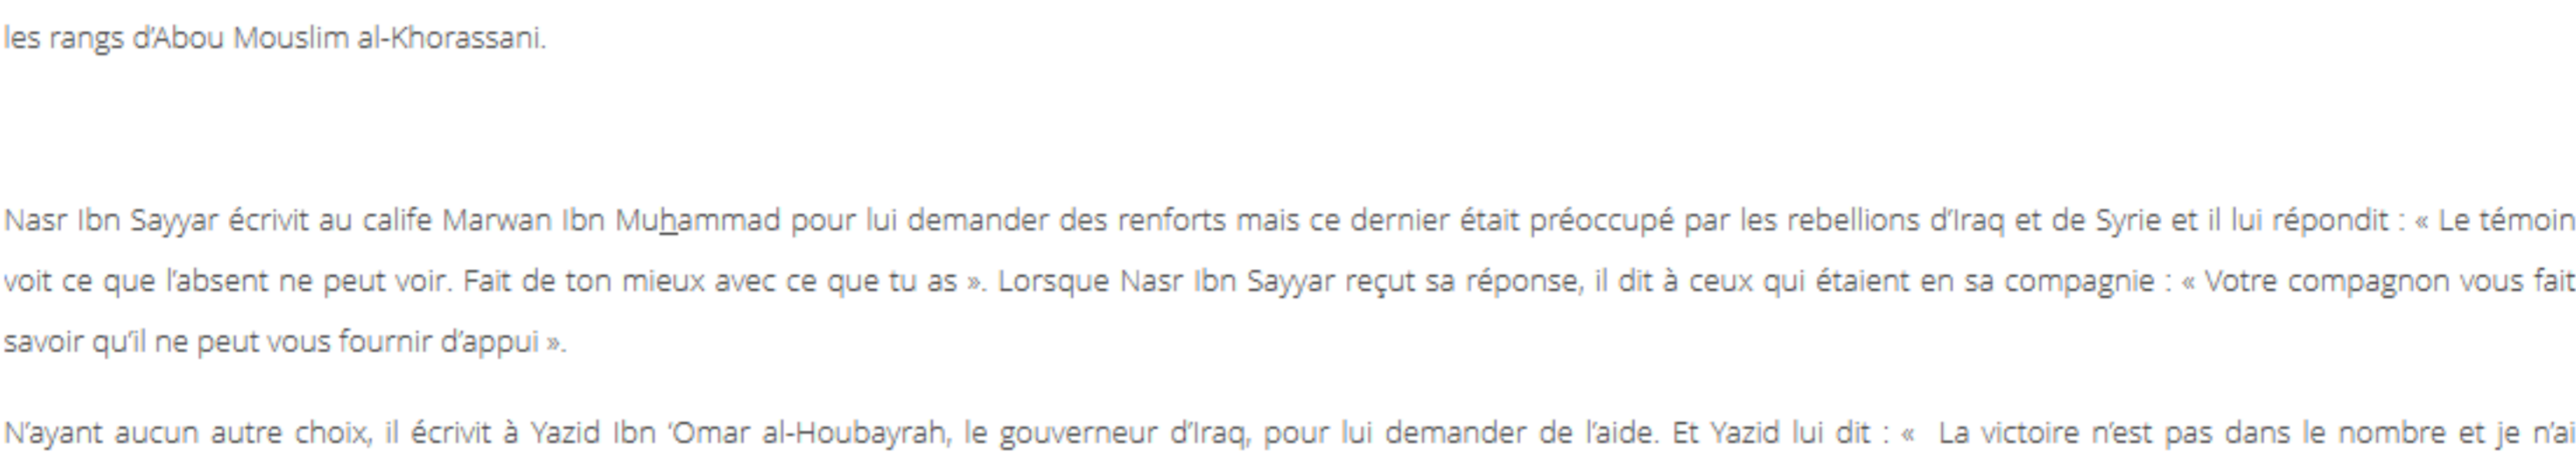 les rangs d’Abou Mouslim al-Khorassani.
Nasr Ibn Sayyar écrivit au calife Marwan Ibn Muhammad pour lui demander des renforts mais ce dernier était préoccupé par les rebellions d’Iraq et de Syrie et il lui répondit : « Le témoin
voit ce que l’absent ne peut voir. Fait de ton mieux avec ce que tu as ». Lorsque Nasr Ibn Sayyar reçut sa réponse, il dit à ceux qui étaient en sa compagnie : « Votre compagnon vous fait
savoir qu’il ne peut vous fournir d’appui ».
N’ayant aucun autre choix, il écrivit à Yazid Ibn ‘Omar al-Houbayrah, le gouverneur d’Iraq, pour lui demander de l’aide. Et Yazid lui dit : «  La victoire n’est pas dans le nombre et je n’ai